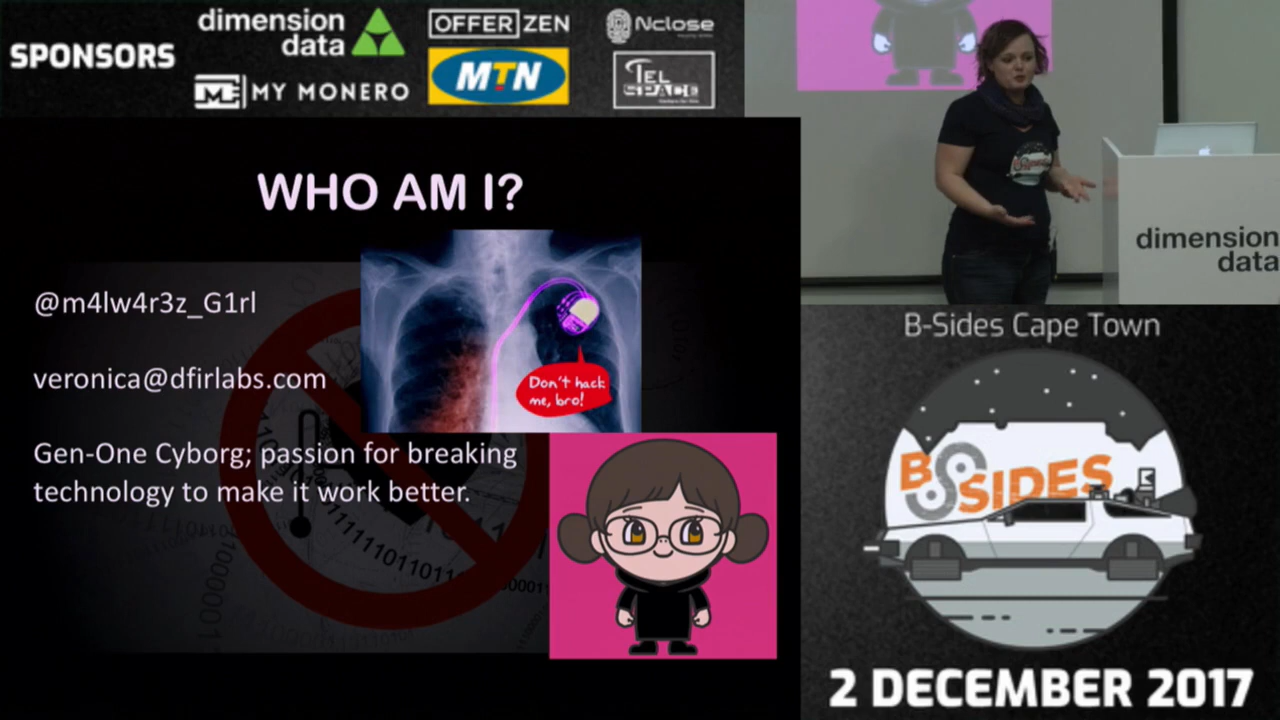 SPONSORS
dimension
data
OFFERZEN
Nclose
ME MY MONERO
MTN
TEL
SPACE
WHO AM I?
@m4lw4r3z_G1rl
veronica@dfirlabs.com
Gen-One Cyborg; passion for breaking
technology to make it work better.
Don't hack
me, bro!
dimension
data
B-Sides Cape Town
BSIDES
2 DECEMBER 2017